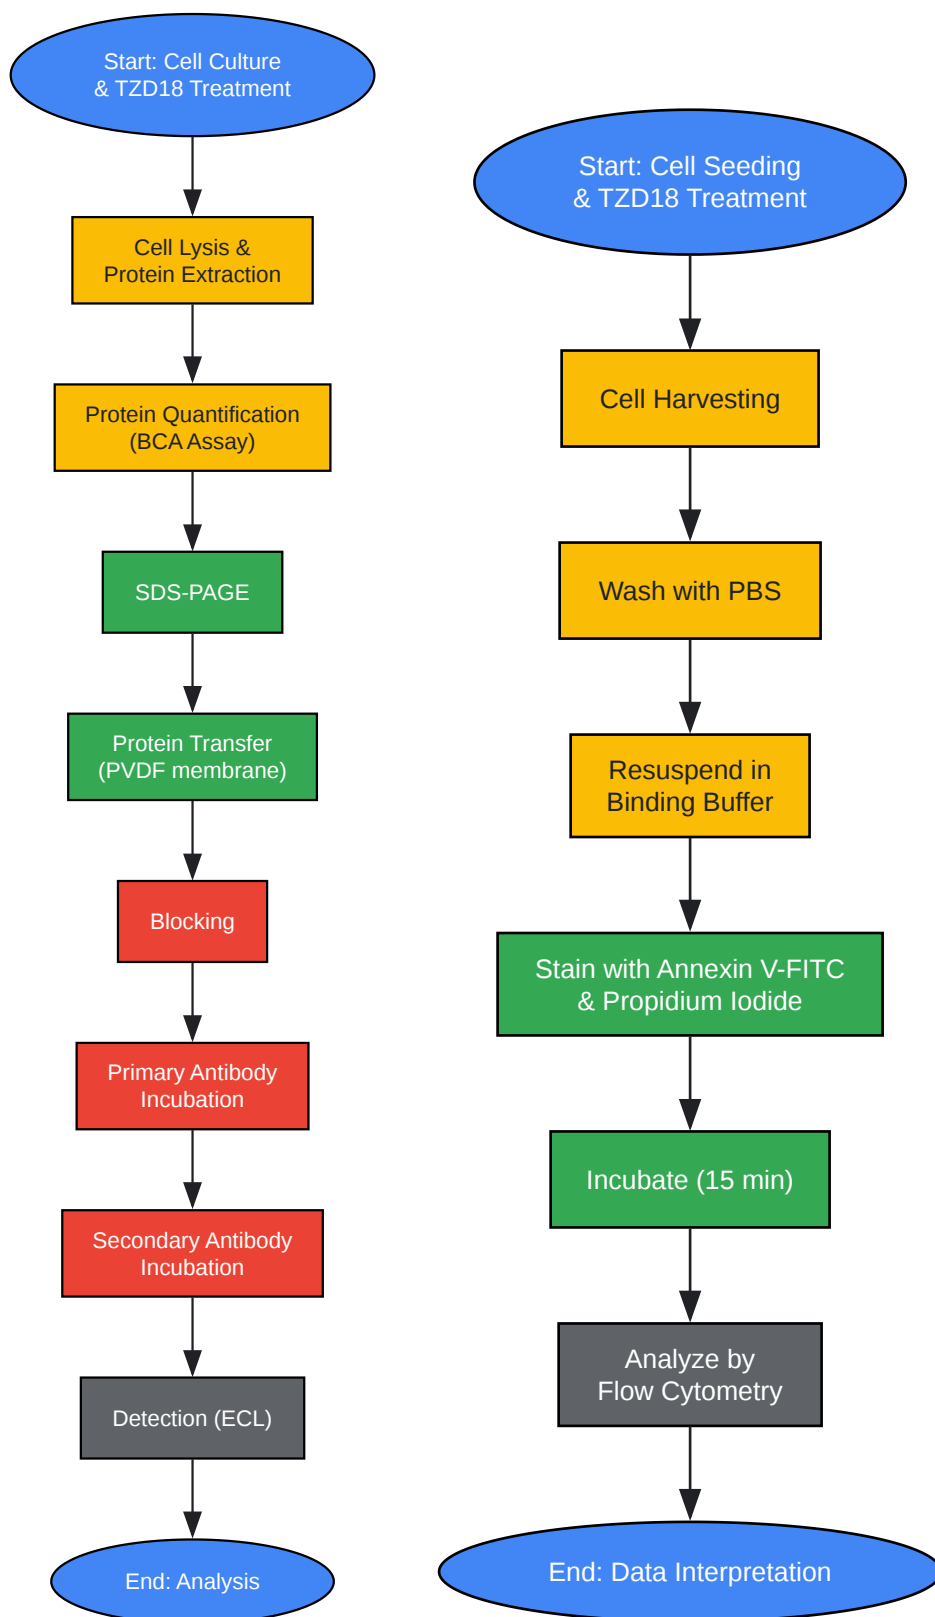 Start: Cell Culture
& TZD18 Treatment
Cell Lysis &
Protein Extraction
Protein Quantification
(BCA Assay)
SDS-PAGE
Protein Transfer
(PVDF membrane)
Blocking
Primary Antibody
Incubation
Secondary Antibody
Incubation
Detection (ECL)
End: Analysis
Start: Cell Seeding
& TZD18 Treatment
Cell Harvesting
Wash with PBS
Resuspend in
Binding Buffer
Stain with Annexin V-FITC
& Propidium Iodide
Incubate (15 min)
Analyze by
Flow Cytometry
End: Data Interpretation